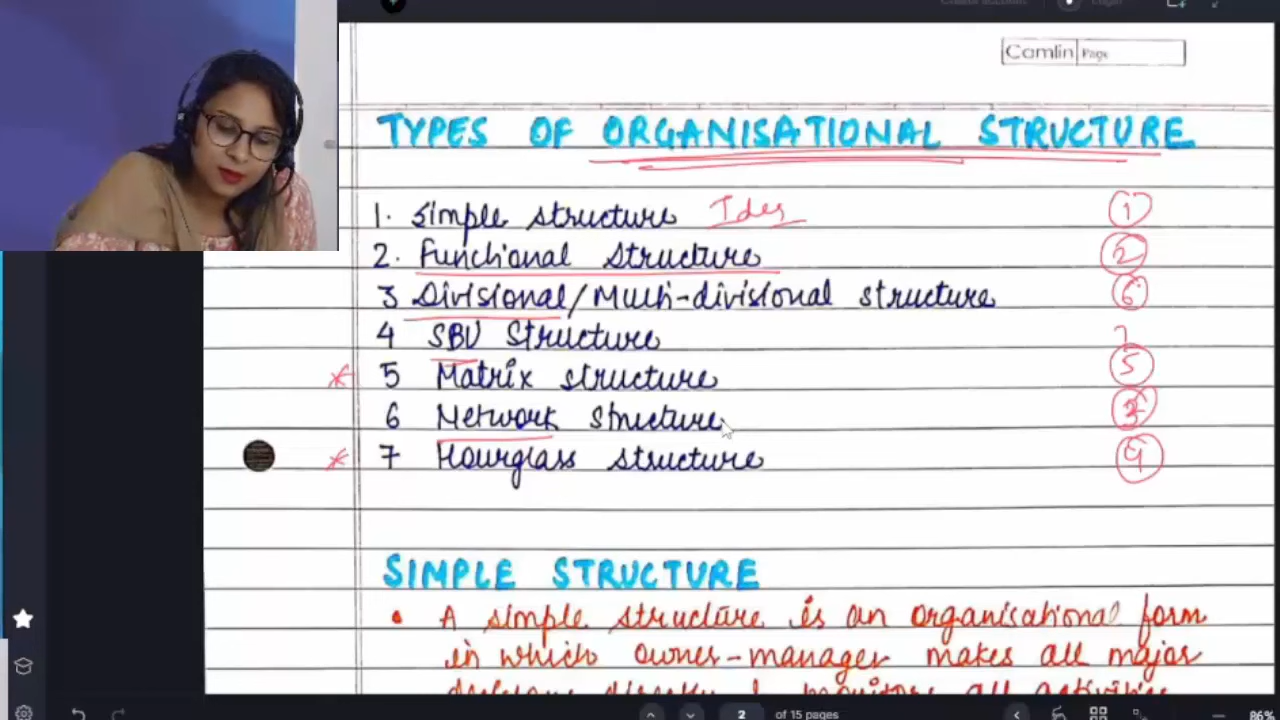 Camlin Page
TYPES OF ORGANISATIONAL STRUCTURE
1. Simple structure 1
2. Functional Structure 2
3 Divisional/Multi-divisional structure 6
4 SBU Structure
5 Matrix structure 5
6 Network structure
7 Hourglass structure
SIMPLE STRUCTURE
• A simple structure is an organisational form
in which owner-manager makes all major
2 of 15 pages
86%